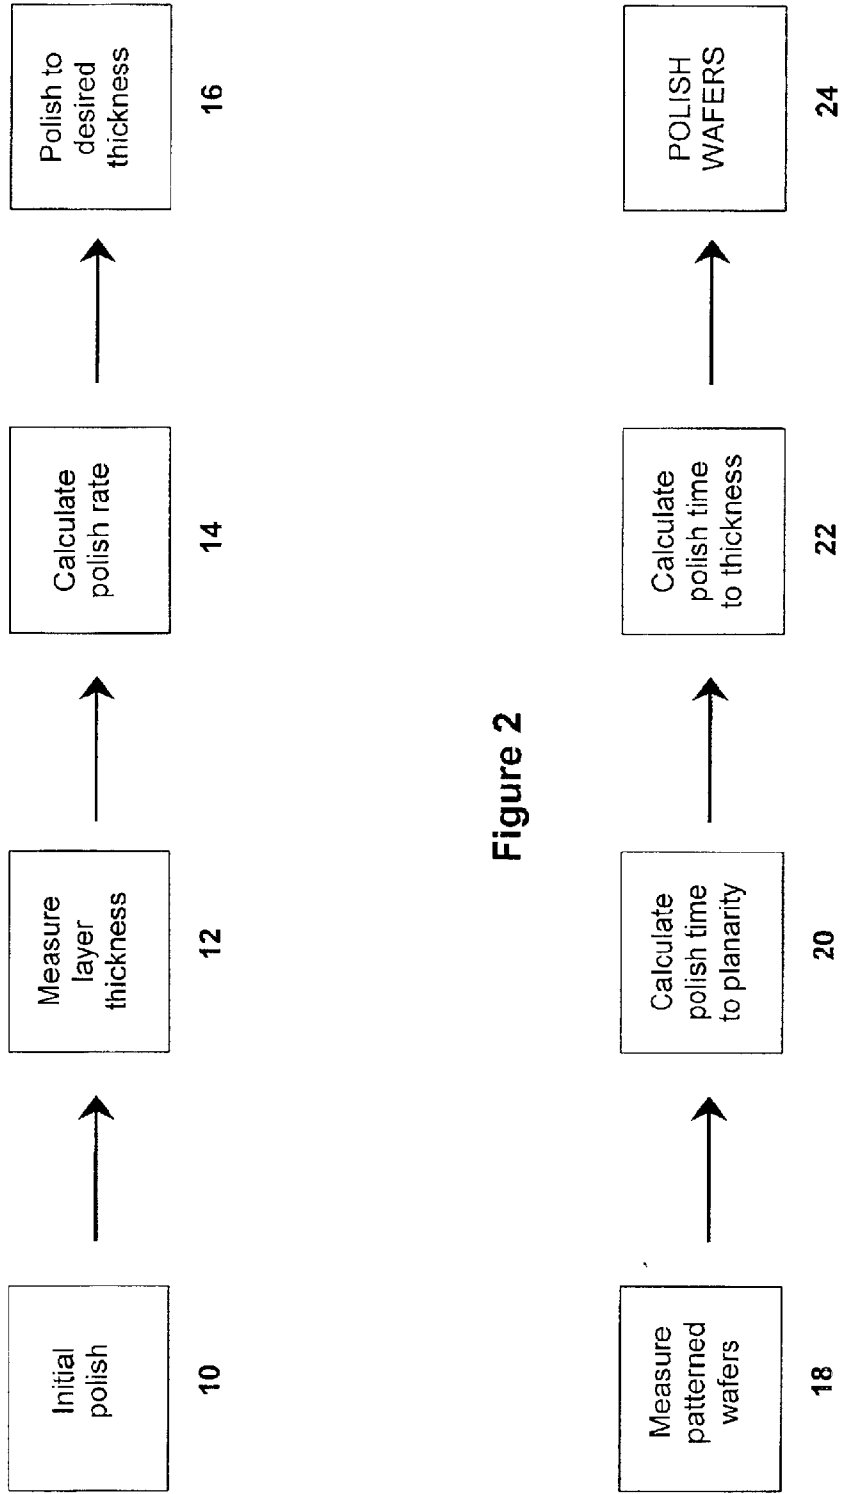 Initial
polish
10
Measure
layer
thickness
12
Calculate
polish rate
14
Polish to
desired
thickness
16
Figure 2
Measure
patterned
wafers
18
Calculate
polish time
to planarity
20
Calculate
polish time
to thickness
22
POLISH
WAFERS
24